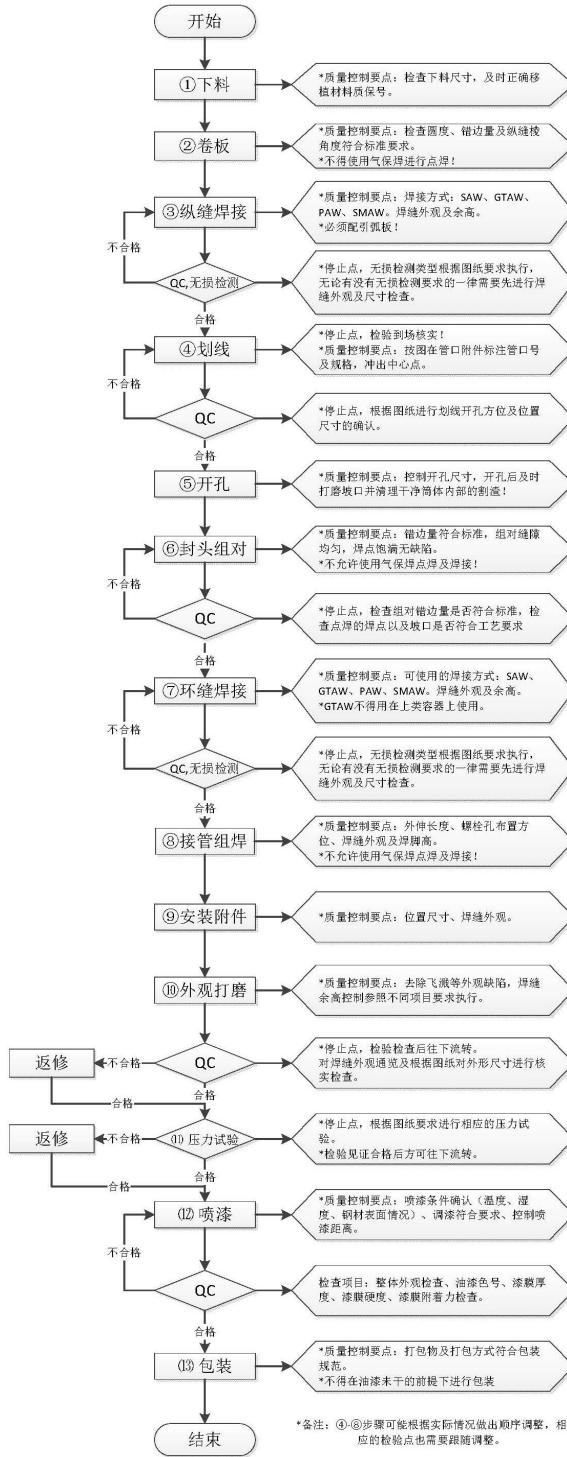 开始
①下料
*质量控制要点：检查下料尺寸，及时正确移
植材料质保号。
②卷板
*质量控制要点：检查圆度、错边量及纵缝棱
角度符合标准要求。
*不得使用气保焊进行点焊！
③纵缝焊接
*质量控制要点：焊接方式：SAW、GTAW、
PAW、SMAW。焊缝外观及余高。
*必须配引弧板！
不合格
QC,无损检测
*停止点，无损检测类型根据图纸要求执行，
无论有没有无损检测要求的一律需要先进行焊
缝外观及尺寸检查。
合格
④划线
*停止点，检验到场核实！
*质量控制要点：按图在管口附件标注管口号
及规格，冲出中心点。
不合格
QC
*停止点，根据图纸进行划线开孔方位及位置
尺寸的确认。
合格
⑤开孔
*质量控制要点：控制开孔尺寸，开孔后及时
打磨坡口并清理干净筒体内部的割渣！
⑥封头组对
*质量控制要点：错边量符合标准，组对缝隙
均匀，焊点饱满无缺陷。
*不允许使用气保焊点焊及焊接！
不合格
QC
*停止点，检查组对错边量是否符合标准，检
查点焊的焊点以及坡口是否符合工艺要求
合格
⑦环缝焊接
*质量控制要点：可使用的焊接方式：SAW、
GTAW、PAW、SMAW。焊缝外观及余高。
*GTAW不得用在上类容器上使用。
不合格
QC,无损检测
*停止点，无损检测类型根据图纸要求执行，
无论有没有无损检测要求的一律需要先进行焊
缝外观及尺寸检查。
合格
⑧接管组焊
*质量控制要点：外伸长度、螺栓孔布置方
位、焊缝外观及焊脚高。
*不允许使用气保焊点焊及焊接！
⑨安装附件
*质量控制要点：位置尺寸、焊缝外观。
⑩外观打磨
*质量控制要点：去除飞溅等外观缺陷，焊缝
余高控制参照不同项目要求执行。
返修
不合格
QC
*停止点，检验检查后往下流转。
对焊缝外观通览及根据图纸对外形尺寸进行核
实检查。
合格
合格
返修
不合格
⑾ 压力试验
*停止点，根据图纸要求进行相应的压力试
验。
*检验见证合格后方可往下流转。
合格
合格
⑿ 喷漆
*质量控制要点：喷漆条件确认（温度、湿
度、钢材表面情况）、调漆符合要求、控制喷
漆距离。
不合格
QC
检查项目：整体外观检查、油漆色号、漆膜厚
度、漆膜硬度、漆膜附着力检查。
合格
⒀ 包装
*质量控制要点：打包物及打包方式符合包装
规范。
*不得在油漆未干的前提下进行包装
结束
*备注：④-⑧步骤可能根据实际情况做出顺序调整，相
应的检验点也需要跟随调整。